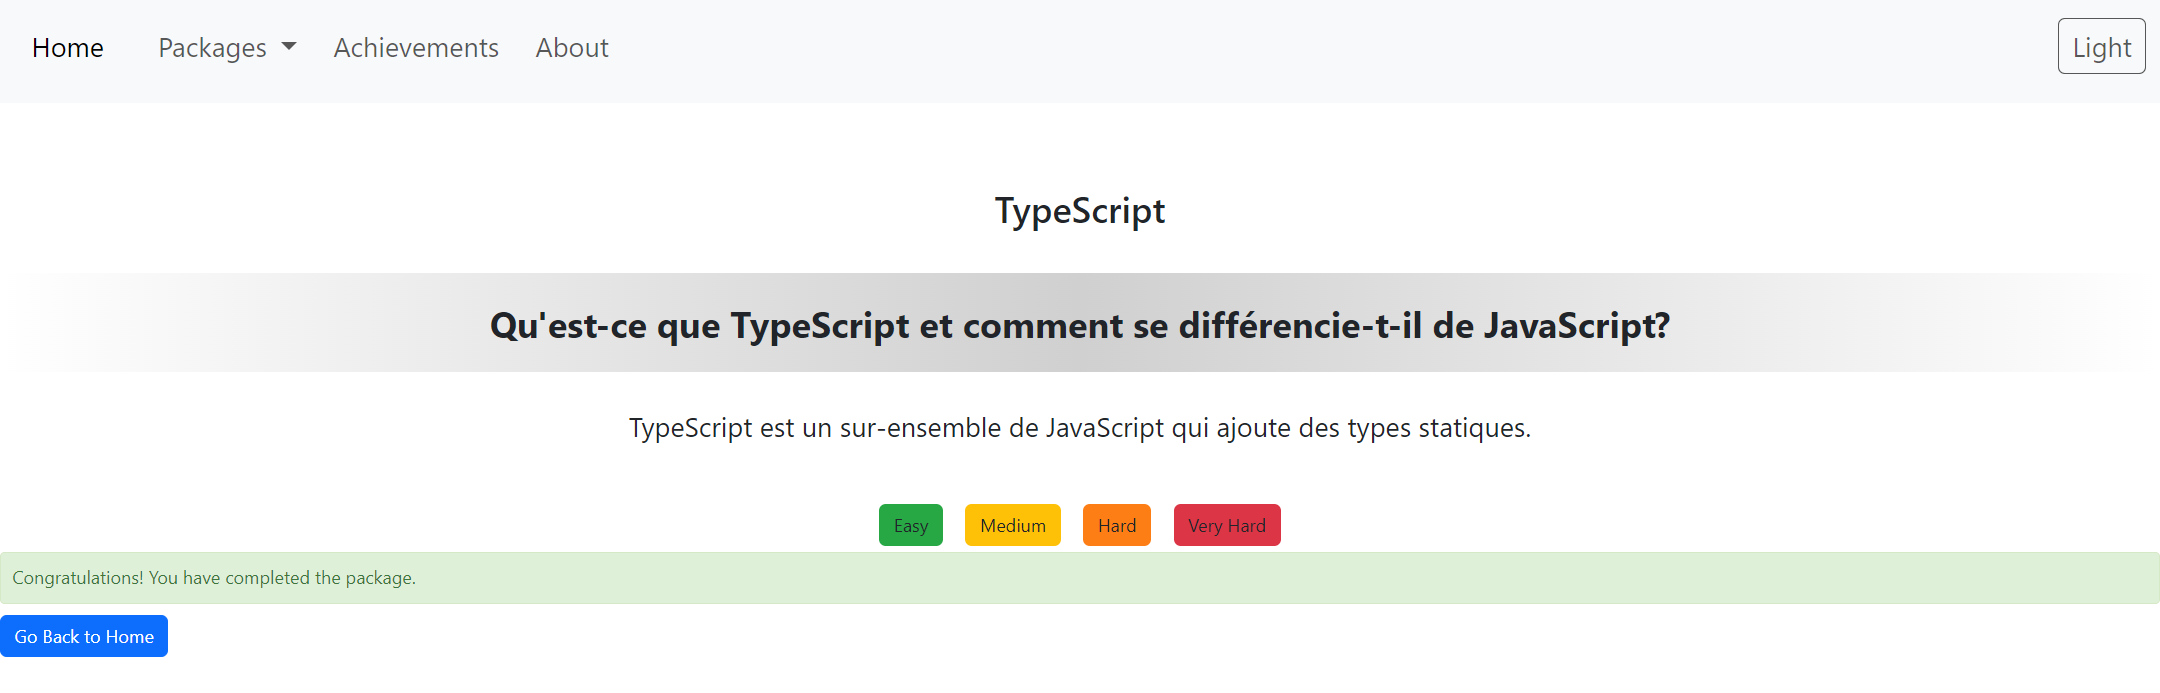 Home Packages Achievements About Light
TypeScript
Qu'est-ce que TypeScript et comment se différencie-t-il de JavaScript?
TypeScript est un sur-ensemble de JavaScript qui ajoute des types statiques.
Easy Medium Hard Very Hard
Congratulations! You have completed the package.
Go Back to Home